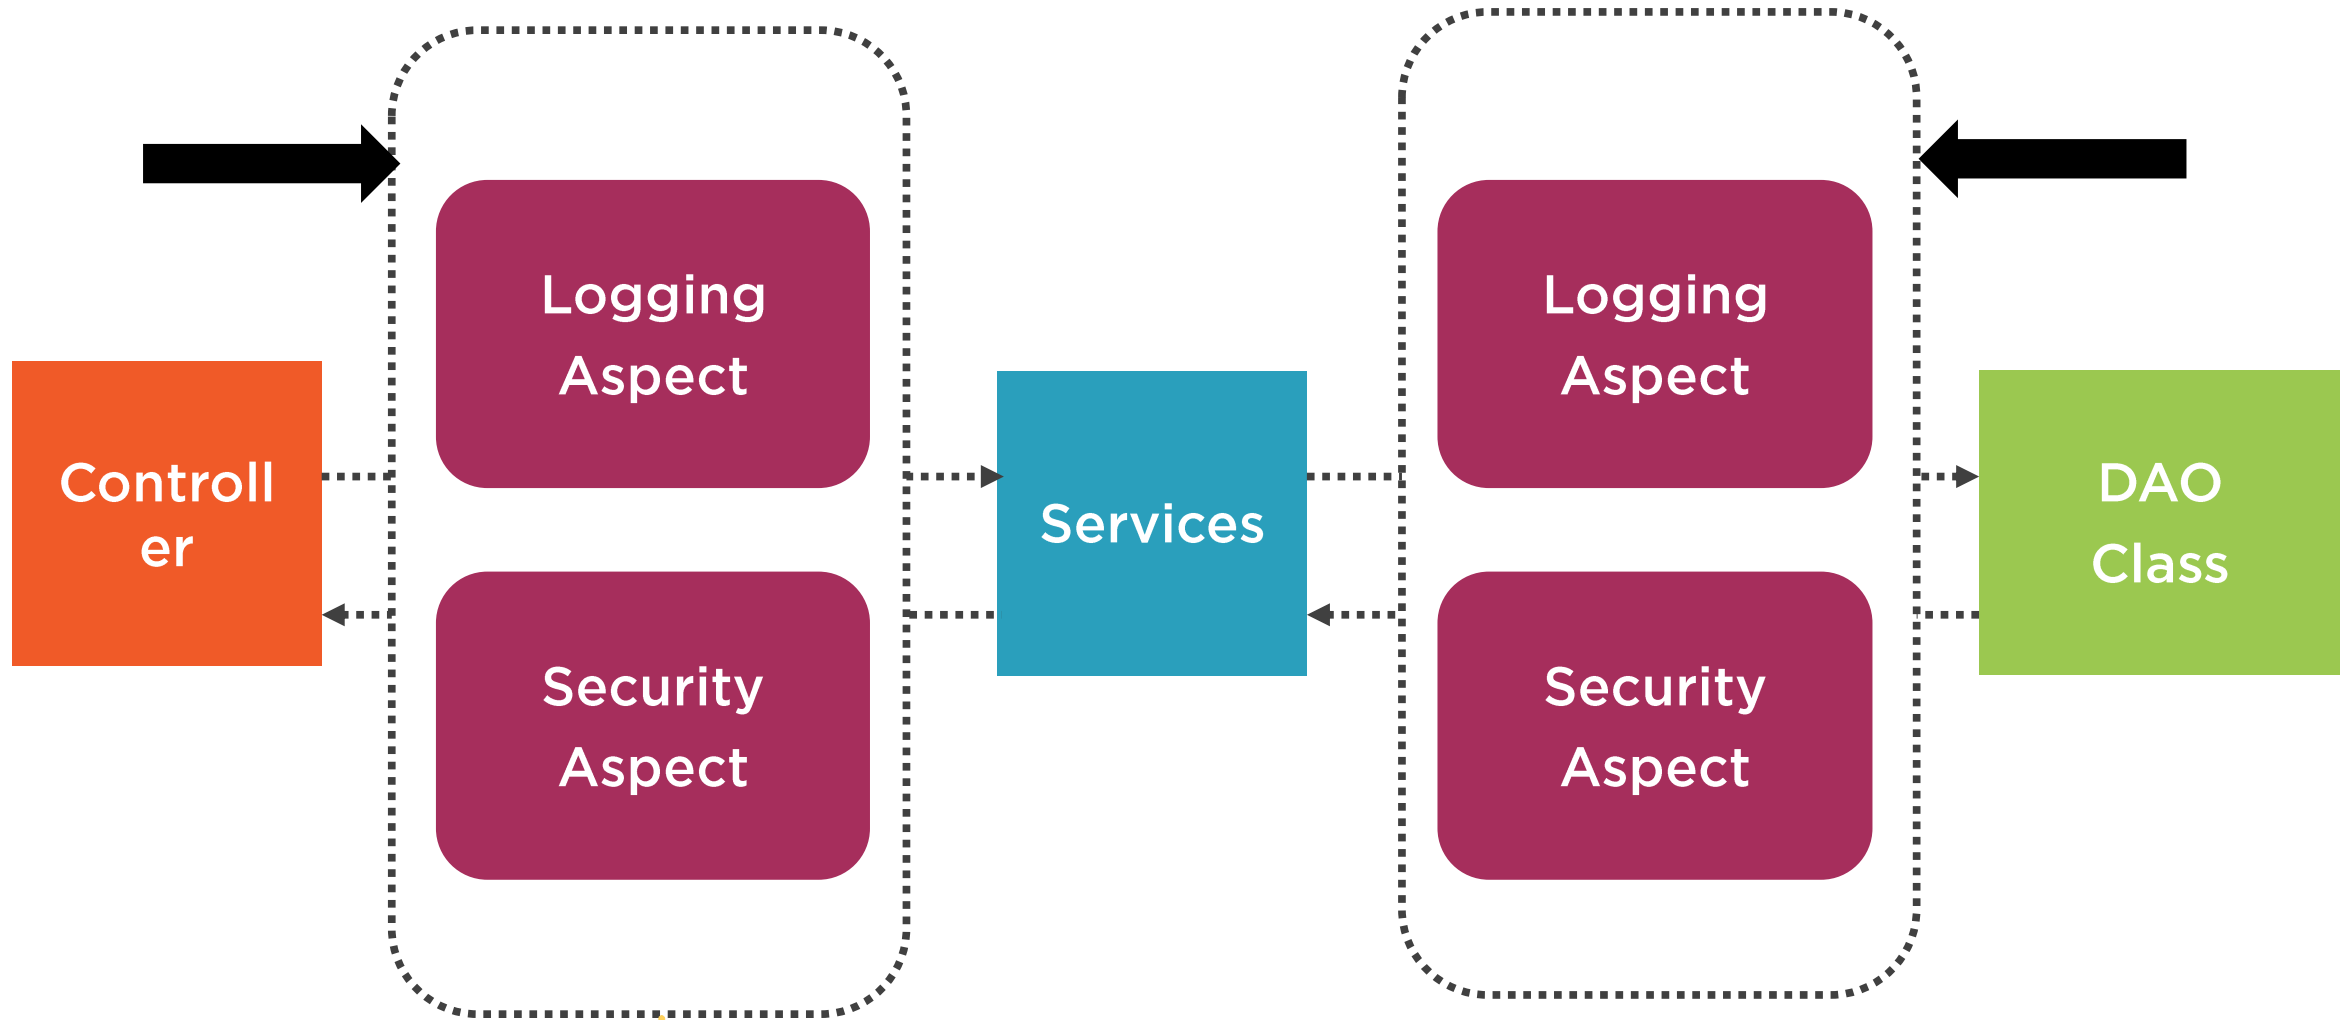 Controll
er
Logging
Aspect
Security
Aspect
Services
Logging
Aspect
Security
Aspect
DAO
Class